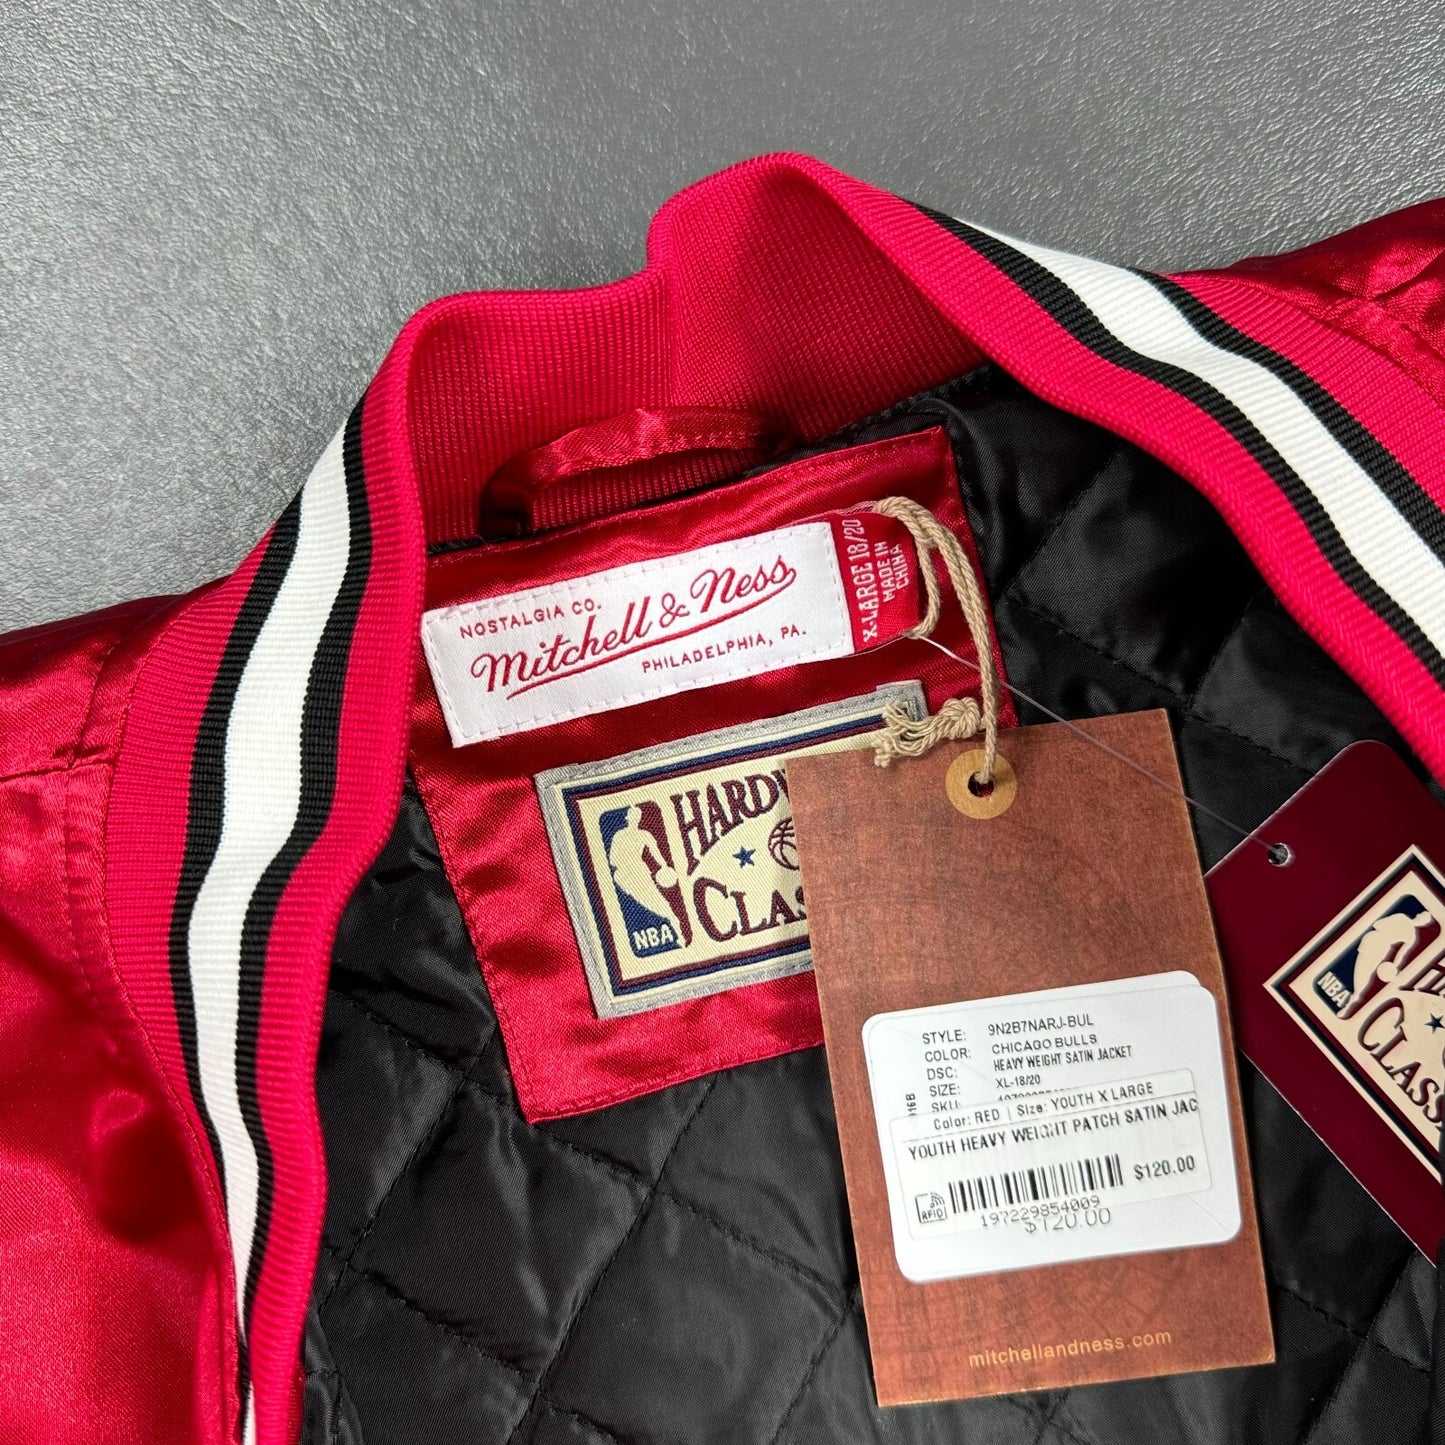 NOSTALGIA CO.
Mitchell & Ness
PHILADELPHIA, PA.
X-LARGE 18/20
MADE IN
CHINA
NBA
STYLE: 9N2B7NARJ-BUL
COLOR: CHICAGO BULLS
DSC: HEAVY WEIGHT SATIN JACKET
SIZE: XL-18/20
SKU:
Color: RED | Size: YOUTH X LARGE
YOUTH HEAVY WEIGHT PATCH SATIN JAC
$120.00
RFID
197229854009
$120.00
mitchellandness.com
NBA